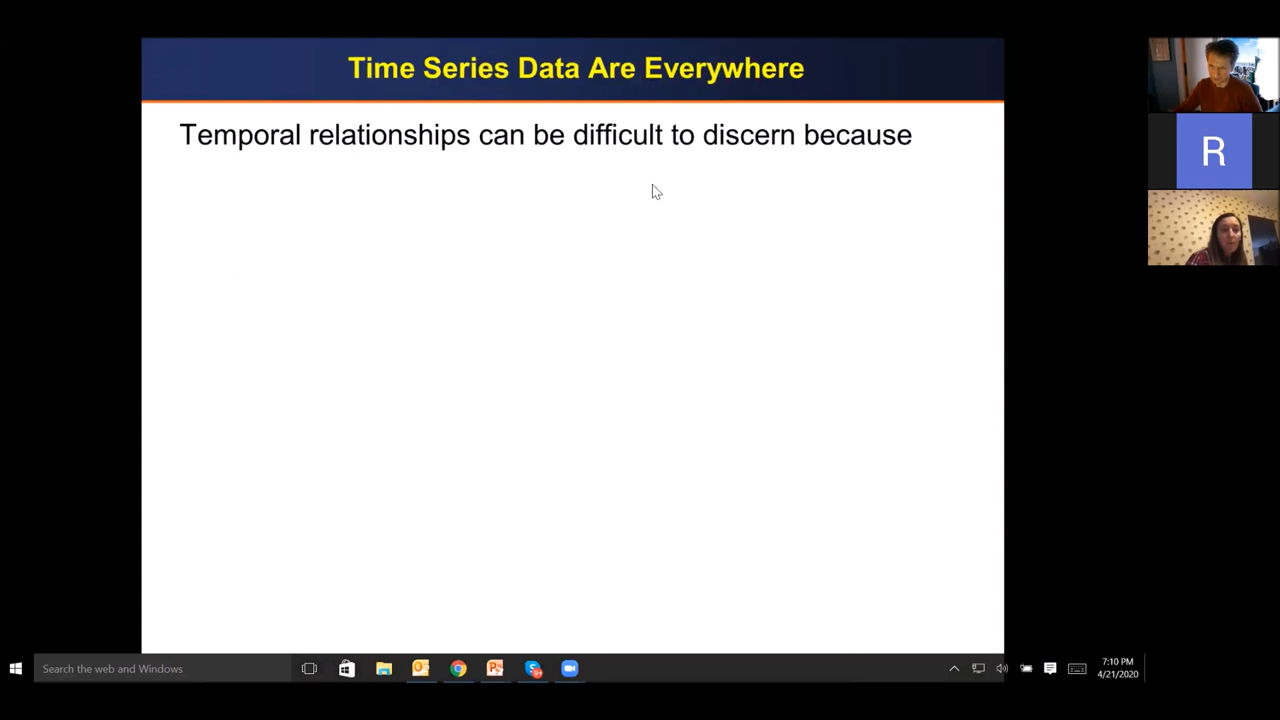 Time Series Data Are Everywhere
Temporal relationships can be difficult to discern because
R
Search the web and Windows
7:10 PM
4/21/2020